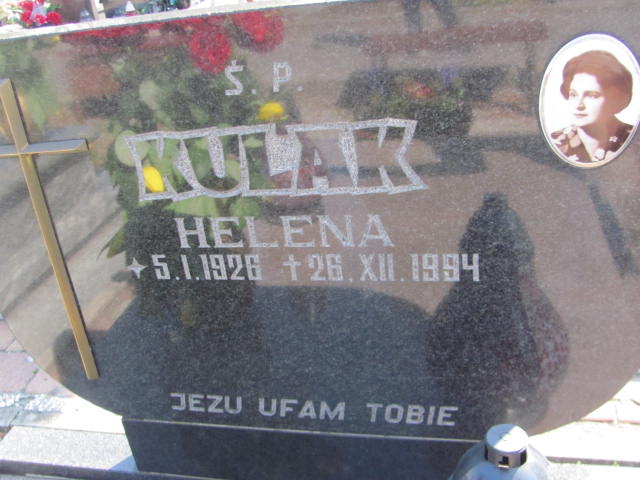 Ś. P.
KULAK
HELENA
5.I.1926 † 26.XII.1994
JEZU UFAM TOBIE